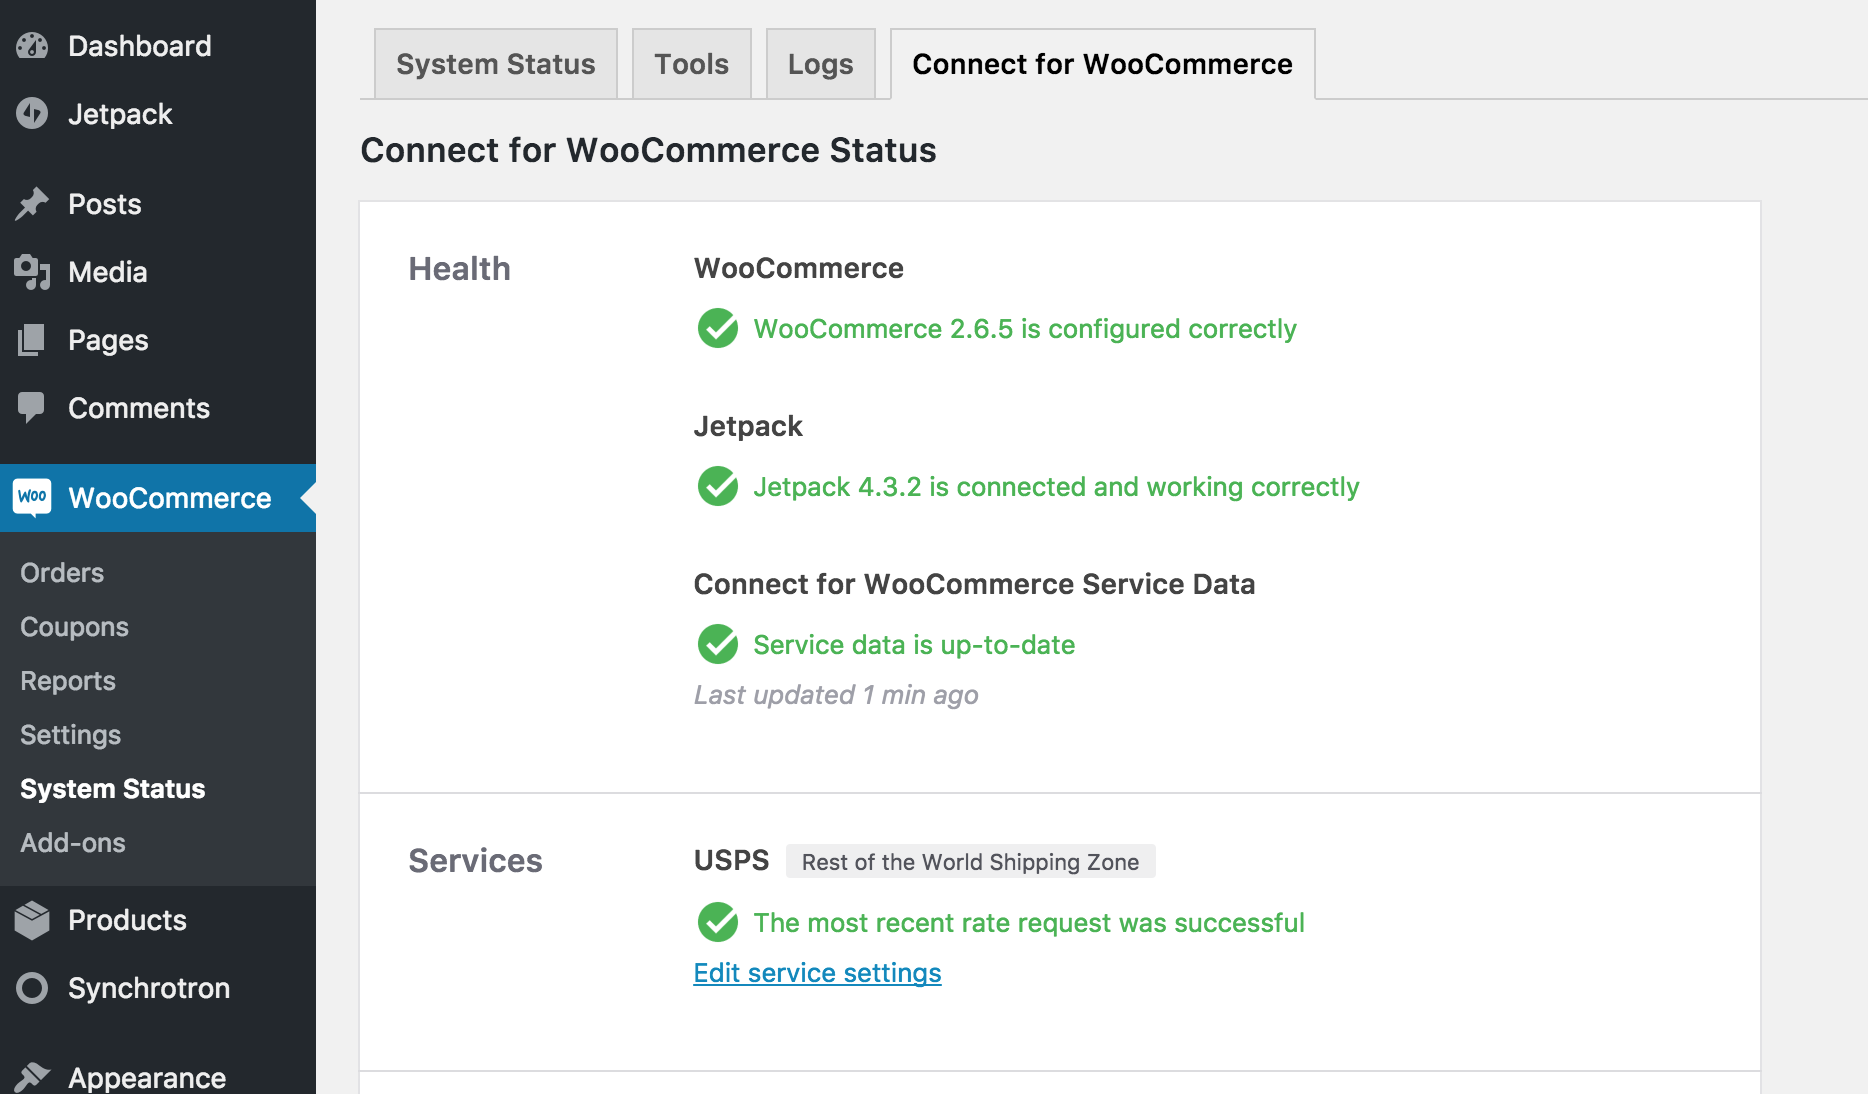 Dashboard
Jetpack
Posts
Media
Pages
Comments
Woo WooCommerce
Orders
Coupons
Reports
Settings
System Status
Add-ons
Products
Synchrotron
Appearance
System Status Tools Logs Connect for WooCommerce
Connect for WooCommerce Status
Health
WooCommerce
WooCommerce 2.6.5 is configured correctly
Jetpack
Jetpack 4.3.2 is connected and working correctly
Connect for WooCommerce Service Data
Service data is up-to-date
Last updated 1 min ago
Services
USPS Rest of the World Shipping Zone
The most recent rate request was successful
Edit service settings